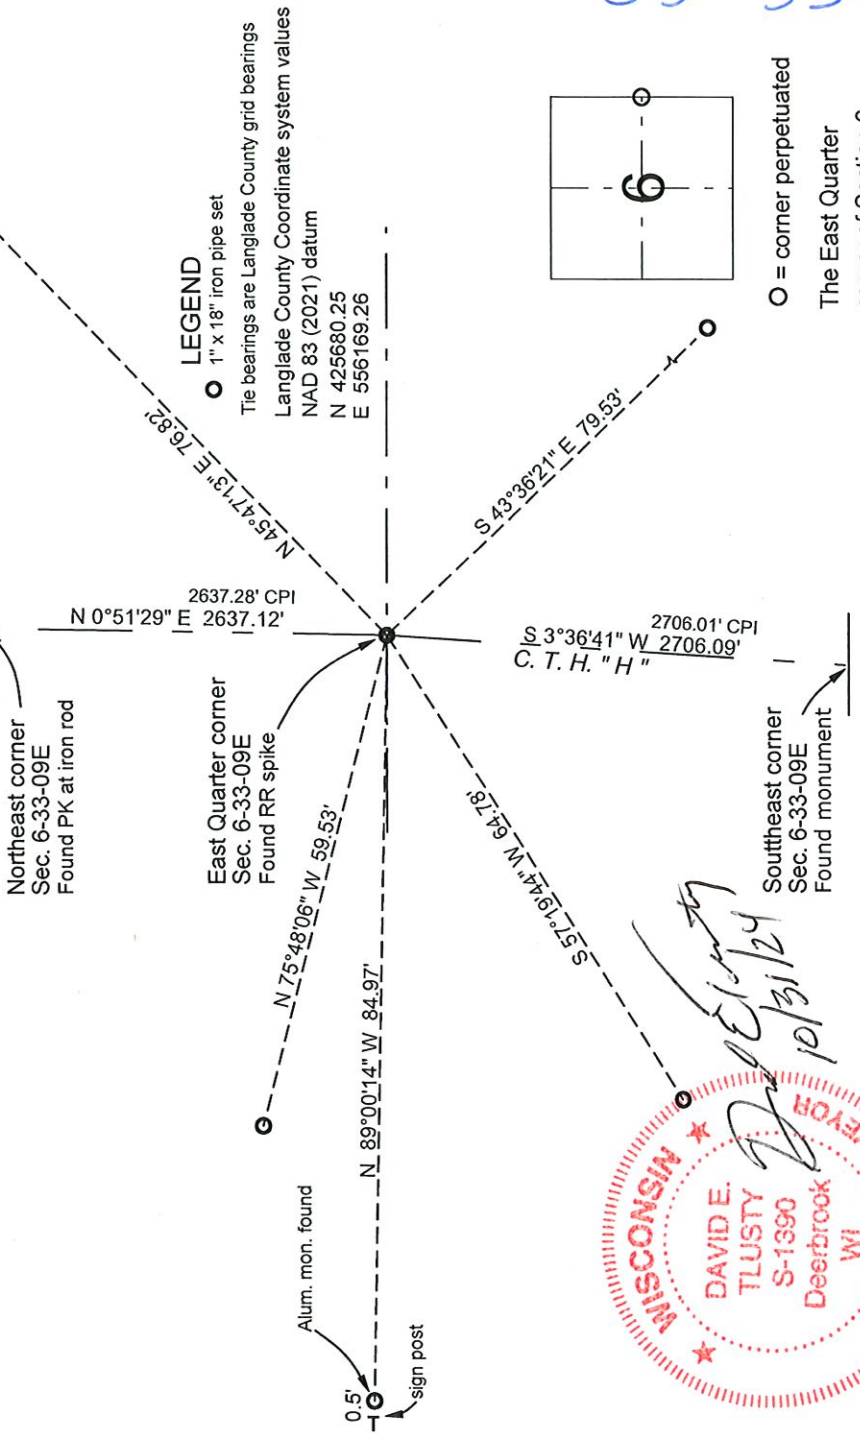 Northeast corner
Sec. 6-33-09E
Found PK at iron rod
N 0°51'29" E
2637.28' CPI
2637.12'
N 45°47'13" E 76.82'
LEGEND
1" x 18" iron pipe set
Tie bearings are Langlade County grid bearings
Langlade County Coordinate system values
NAD 83 (2021) datum
N 425680.25
E 556169.26
East Quarter corner
Sec. 6-33-09E
Found RR spike
N 75°48'06" W 59.53'
N 89°00'14" W 84.97'
Alum. mon. found
0.5'
T
sign post
S 57°19'44" W 64.78'
S 43°36'21" E 79.53'
2706.01' CPI
S 3°36'41" W 2706.09'
C. T. H. "H"
Souttheast corner
Sec. 6-33-09E
Found monument
6
= corner perpetuated
The East Quarter
WISCONSIN
DAVID E.
TLUSTY
S-1390
Deerbrook
WI
10/31/24